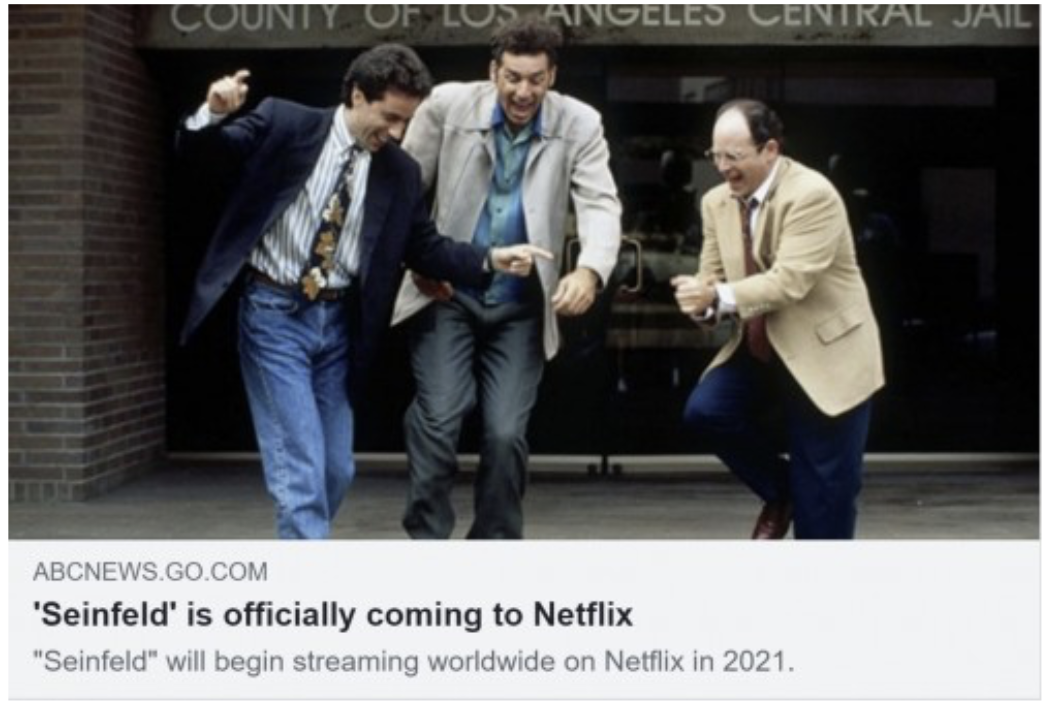 COUNTY OF LOS ANGELES CENTRAL JAIL
ABCNEWS.GO.COM
'Seinfeld' is officially coming to Netflix
"Seinfeld" will begin streaming worldwide on Netflix in 2021.